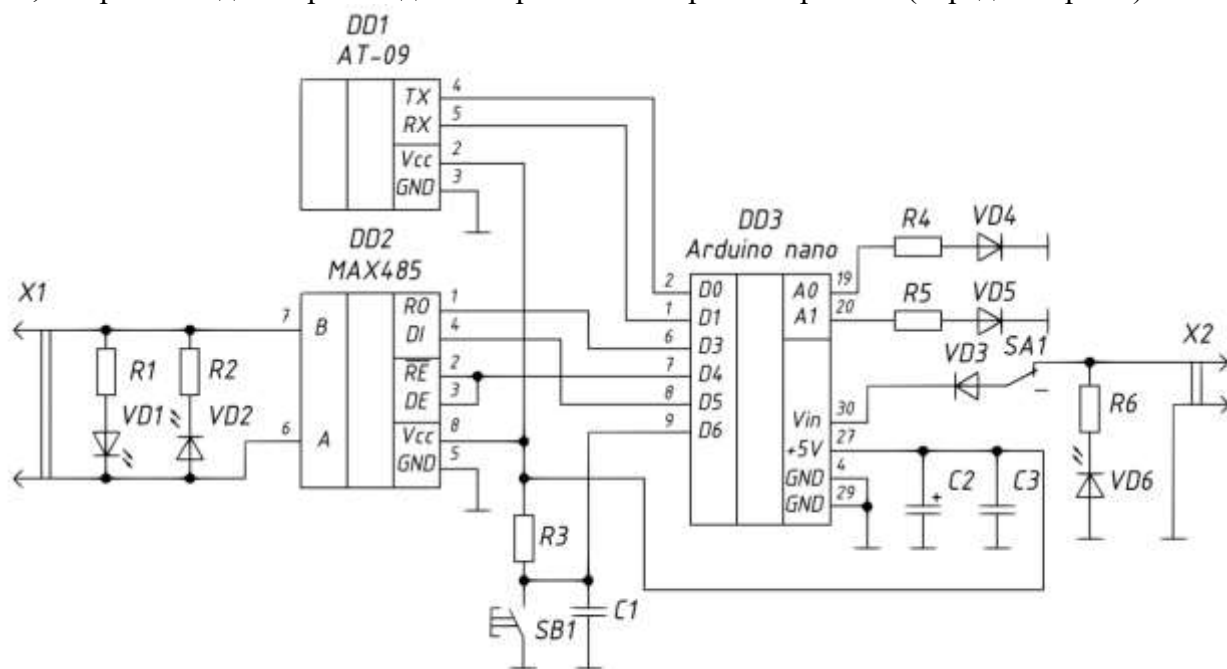 DD1
AT-09
TX 4
RX 5
Vcc 2
GND 3
DD2
MAX485
X1
7 B
6 A
RO 1
DI 4
RE 2
DE 3
Vcc 8
GND 5
R1
R2
VD1
VD2
R3
SB1
C1
DD3
Arduino nano
2 D0
1 D1
6 D3
7 D4
8 D5
9 D6
A0 19
A1 20
Vin 30
+5V 27
GND 4
GND 29
R4
VD4
R5
VD5
VD3
SA1
X2
R6
VD6
+
C2
C3